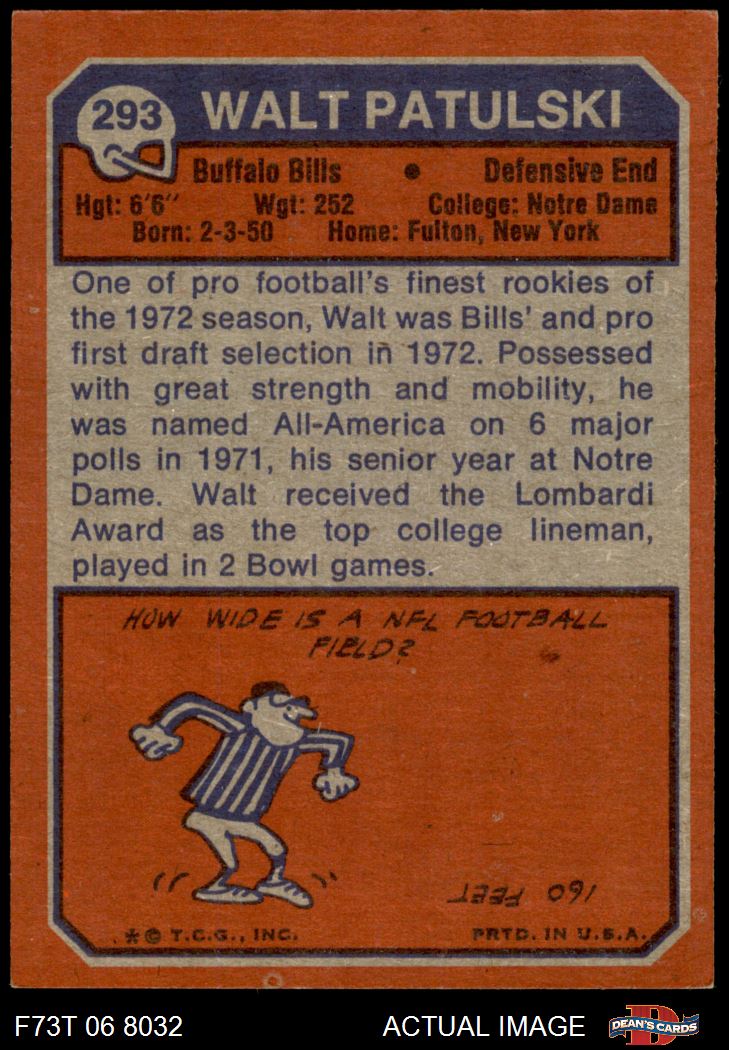 293 WALT PATULSKI
Buffalo Bills • Defensive End
Hgt: 6'6" Wgt: 252 College: Notre Dame
Born: 2-3-50 Home: Fulton, New York
One of pro football's finest rookies of
the 1972 season, Walt was Bills' and pro
first draft selection in 1972. Possessed
with great strength and mobility, he
was named All-America on 6 major
polls in 1971, his senior year at Notre
Dame. Walt received the Lombardi
Award as the top college lineman,
played in 2 Bowl games.
HOW WIDE IS A NFL FOOTBALL
FIELD?
160 FEET
* © T.C.G., INC. PRTD. IN U.S.A.
F73T 06 8032 ACTUAL IMAGE DEAN'S CARDS